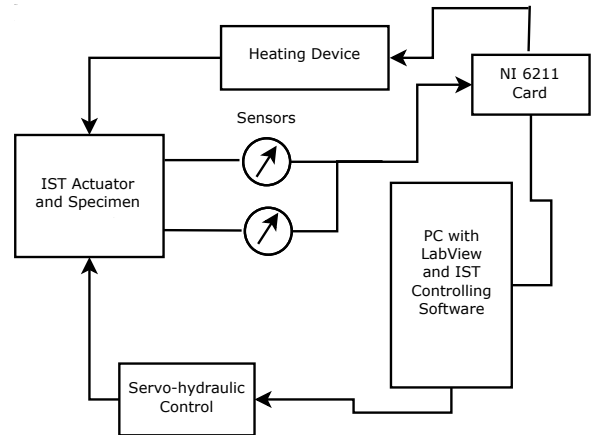 Heating Device
NI 6211
Card
Sensors
IST Actuator
and Specimen
PC with
LabView
and IST
Controlling
Software
Servo-hydraulic
Control